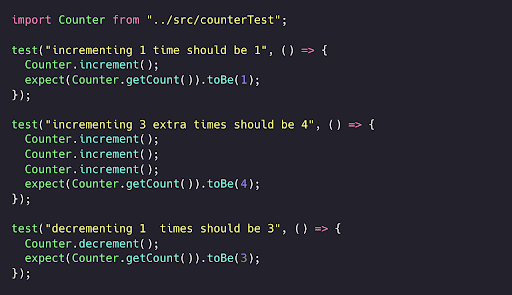 import Counter from "../src/counterTest";

test("incrementing 1 time should be 1", () => {
  Counter.increment();
  expect(Counter.getCount()).toBe(1);
});

test("incrementing 3 extra times should be 4", () => {
  Counter.increment();
  Counter.increment();
  Counter.increment();
  expect(Counter.getCount()).toBe(4);
});

test("decrementing 1  times should be 3", () => {
  Counter.decrement();
  expect(Counter.getCount()).toBe(3);
});